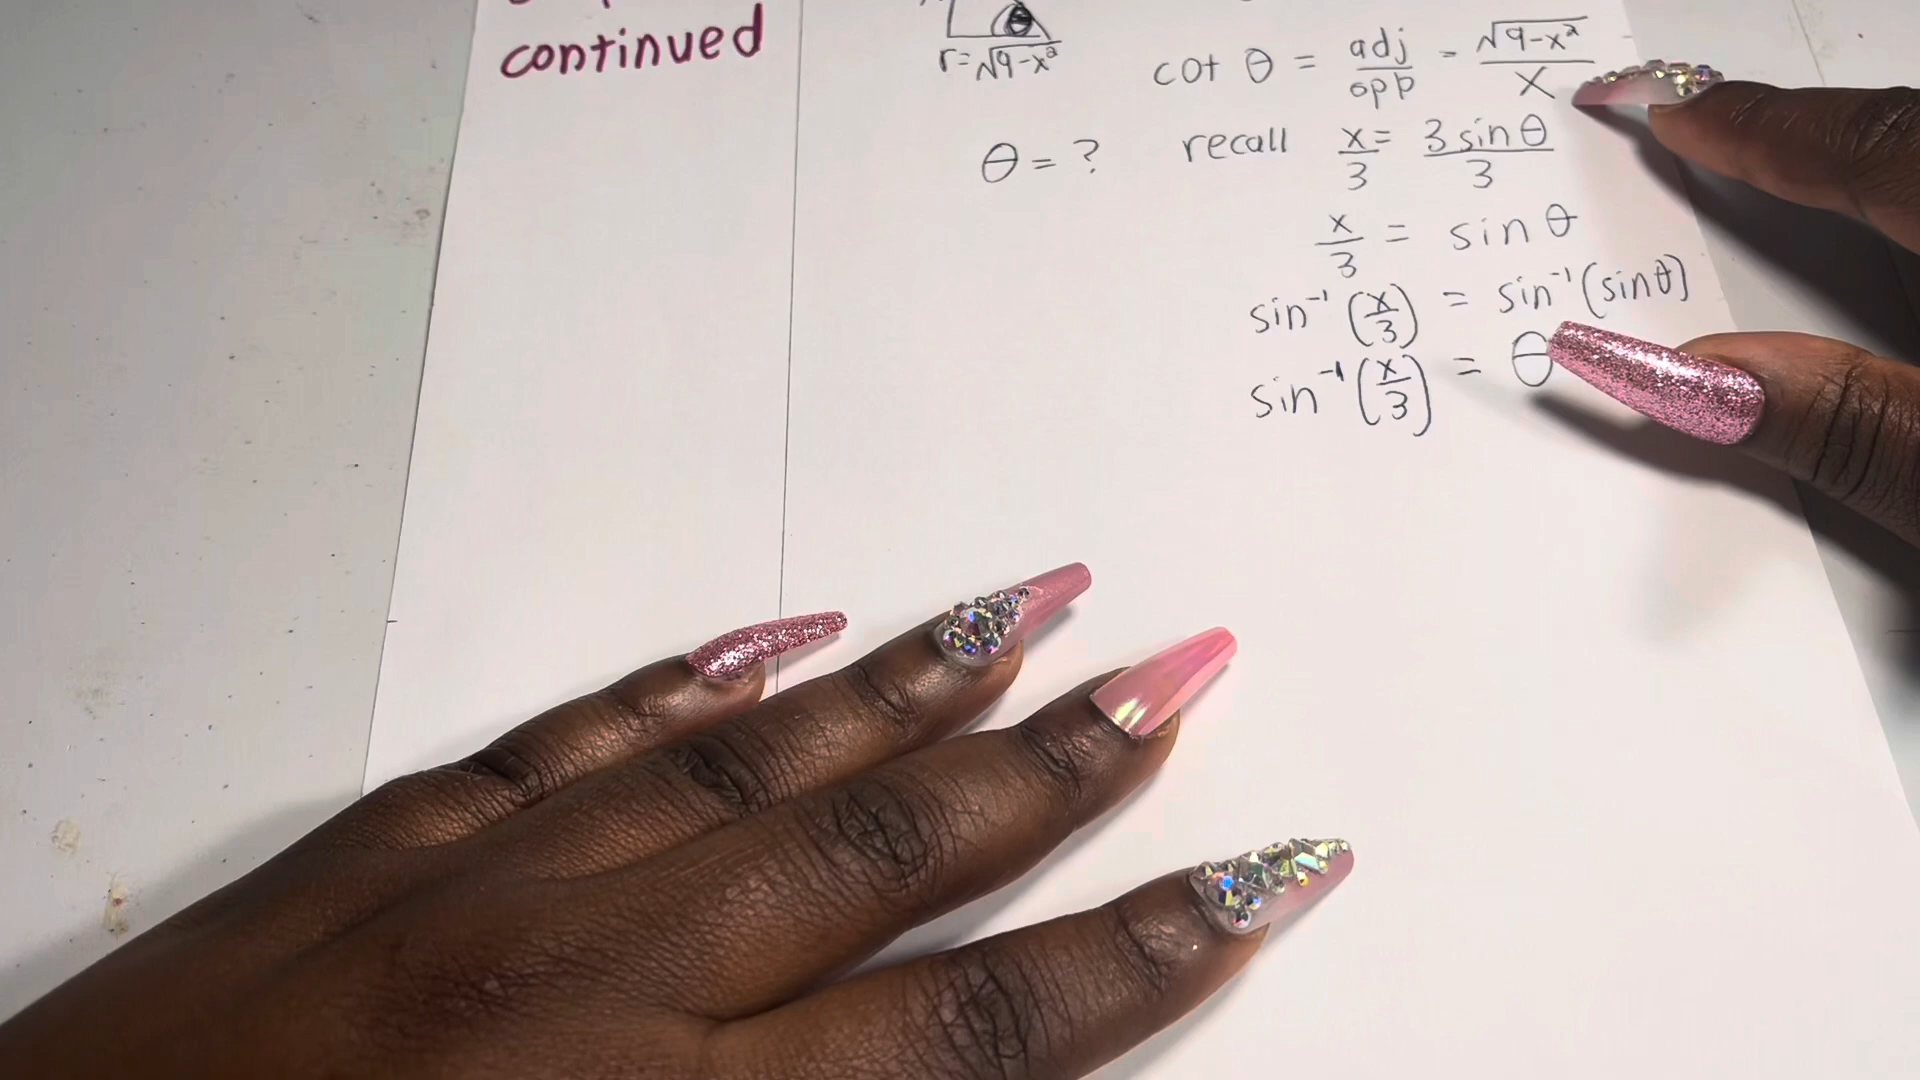 continued
r=√9-x²
cot θ = adj/opp = √9-x²/x
θ = ? recall x/3 = 3 sin θ/3
x/3 = sin θ
sin⁻¹(x/3) = sin⁻¹(sin θ)
sin⁻¹(x/3) = θ